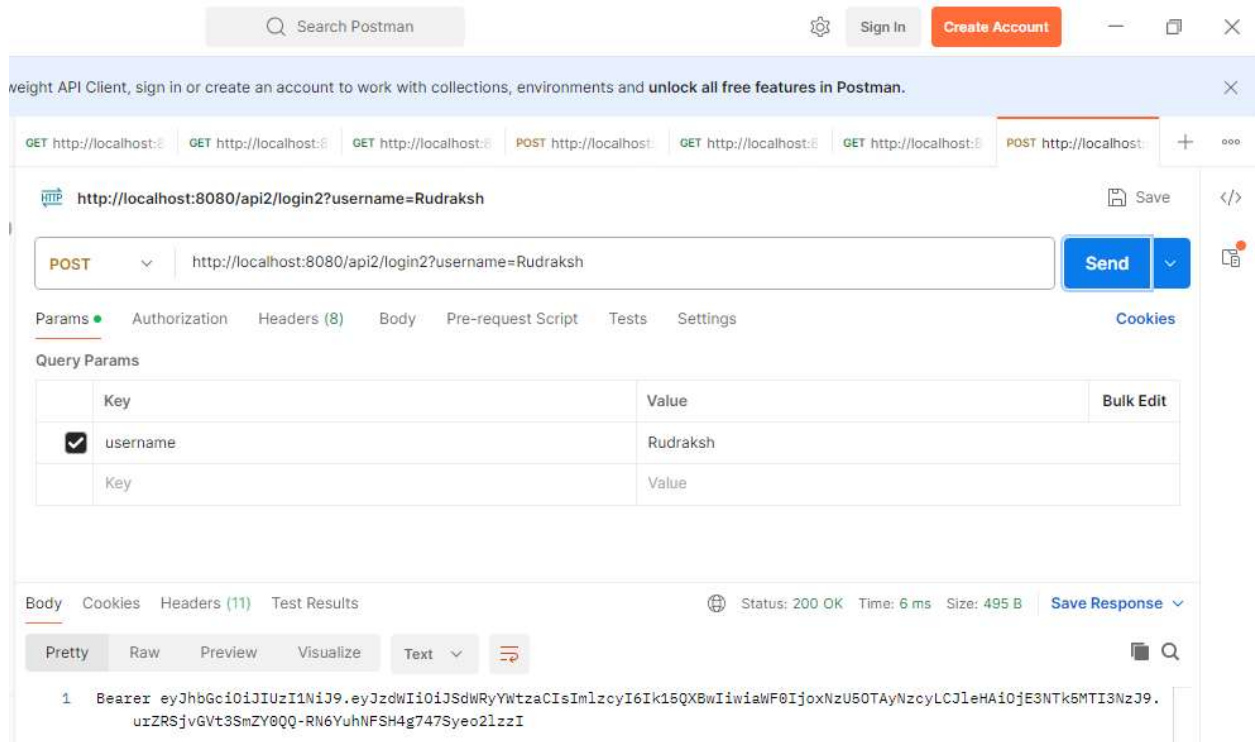 Search Postman
Sign In
Create Account
weight API Client, sign in or create an account to work with collections, environments and unlock all free features in Postman.
GET http://localhost:8
GET http://localhost:8
GET http://localhost:8
POST http://localhost:
GET http://localhost:8
GET http://localhost:8
POST http://localhost:
HTTP http://localhost:8080/api2/login2?username=Rudraksh
Save
POST http://localhost:8080/api2/login2?username=Rudraksh
Send
Params Authorization Headers (8) Body Pre-request Script Tests Settings Cookies
Query Params
Key Value Bulk Edit
username Rudraksh
Key Value
Body Cookies Headers (11) Test Results Status: 200 OK Time: 6 ms Size: 495 B Save Response
Pretty Raw Preview Visualize Text
1 Bearer eyJhbGciOiJIUzI1NiJ9.eyJzdWIiOiJSdWRyYWtzaCIsImlzcyI6Ik15QXBwIiwiaWF0IjoxNzU5OTAyNzcyLCJleHAiOjE3NTk5MTI3NzJ9.
urZRSjvGVt3SmZY0QQ-RN6YuhNFSH4g747Syeo2lzzI